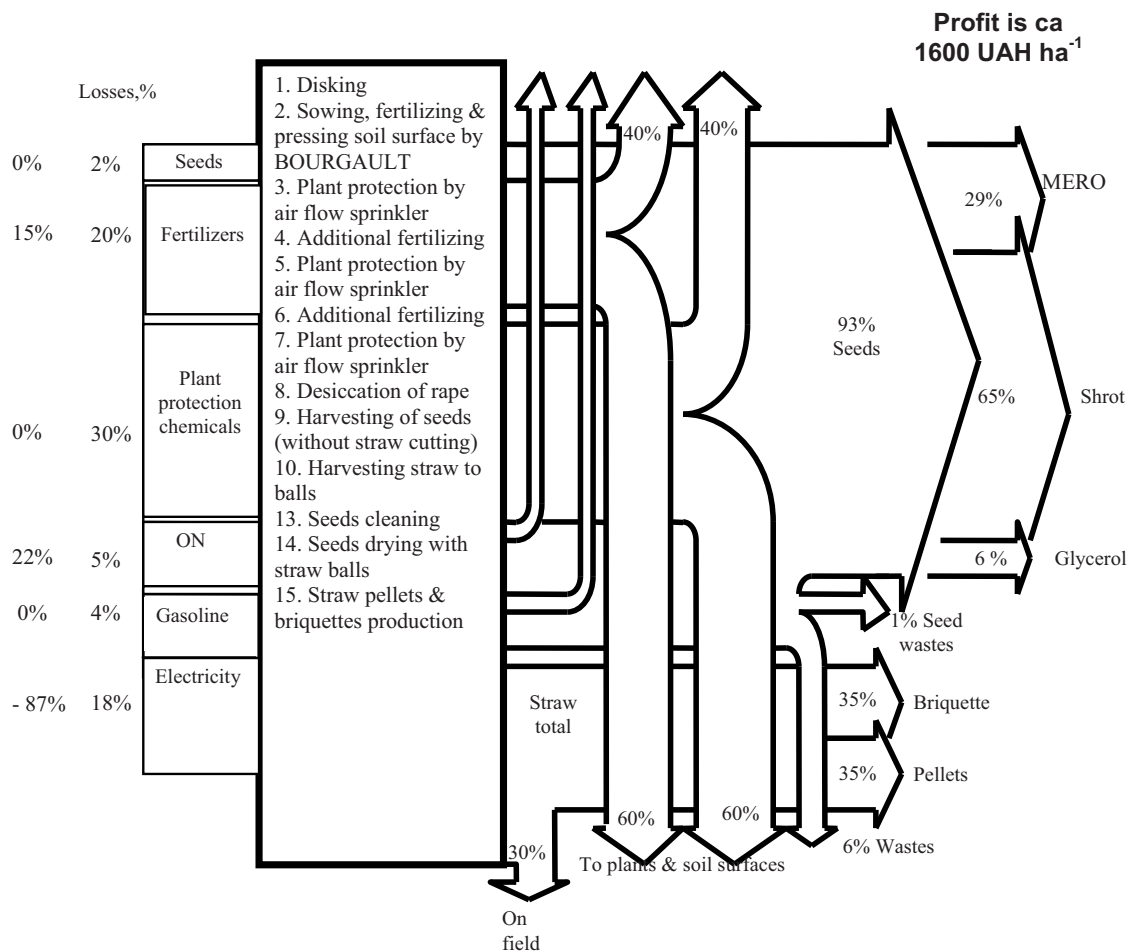 Profit is ca
1600 UAH ha⁻¹
Losses,%
0% 2% Seeds
15% 20% Fertilizers
0% 30% Plant
protection
chemicals
22% 5% ON
0% 4% Gasoline
- 87% 18% Electricity
1. Disking
2. Sowing, fertilizing &
pressing soil surface by
BOURGAULT
3. Plant protection by
air flow sprinkler
4. Additional fertilizing
5. Plant protection by
air flow sprinkler
6. Additional fertilizing
7. Plant protection by
air flow sprinkler
8. Desiccation of rape
9. Harvesting of seeds
(without straw cutting)
10. Harvesting straw to
balls
13. Seeds cleaning
14. Seeds drying with
straw balls
15. Straw pellets &
briquettes production
40%
40%
93%
Seeds
29%
MERO
65%
Shrot
6 %
Glycerol
1% Seed
wastes
Straw
total
35%
Briquette
35%
Pellets
60%
60%
6% Wastes
30%
To plants & soil surfaces
On
field